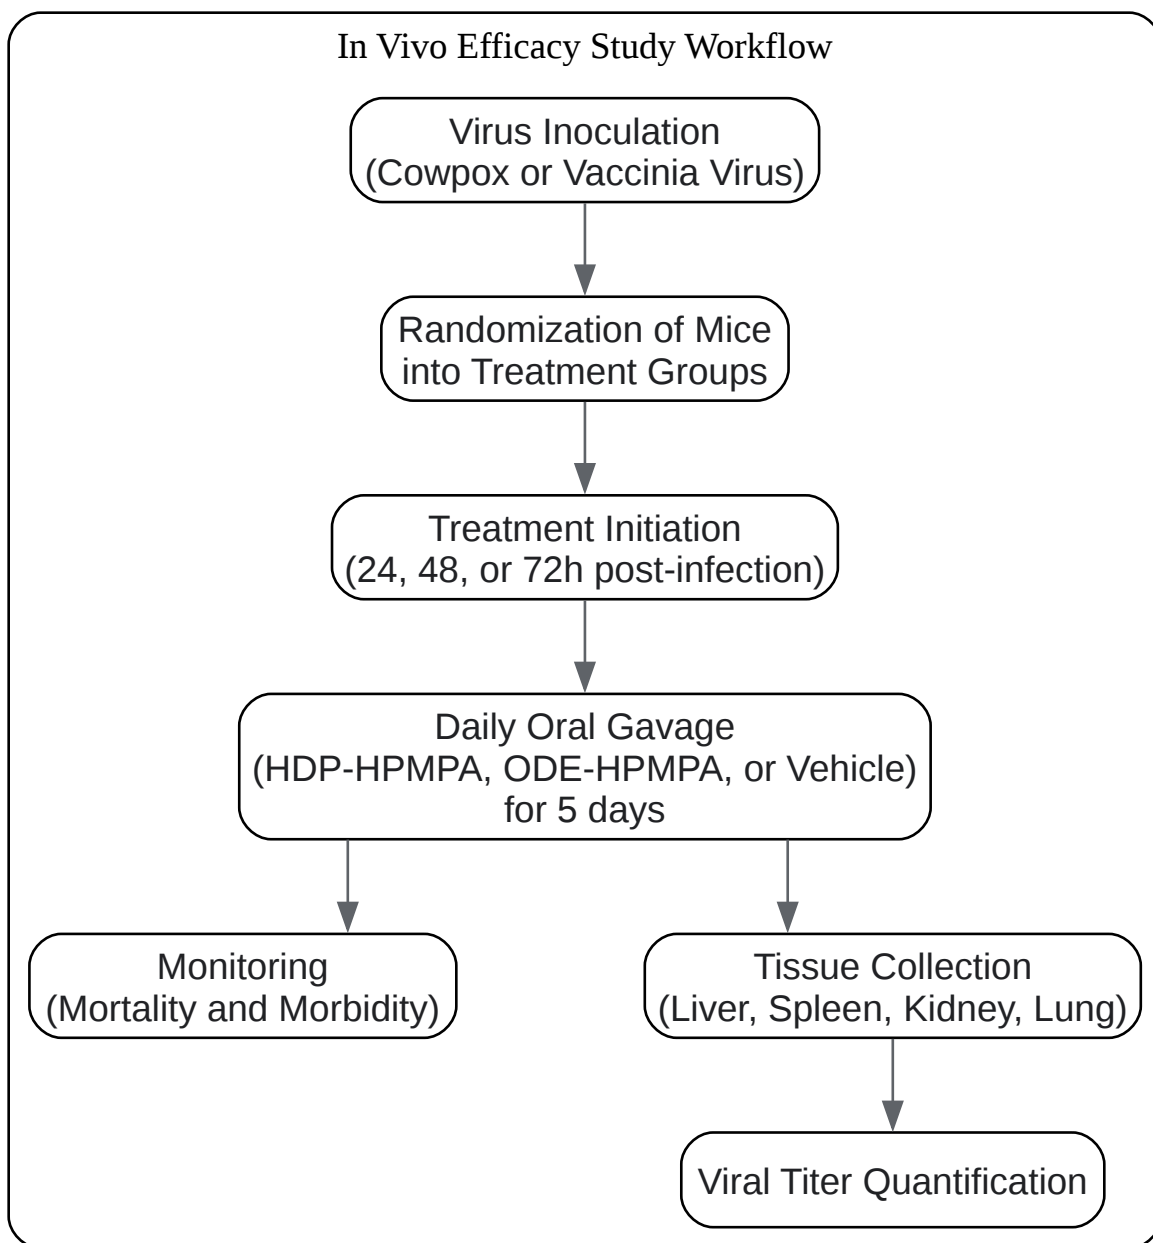 In Vivo Efficacy Study Workflow
Virus Inoculation
(Cowpox or Vaccinia Virus)
Randomization of Mice
into Treatment Groups
Treatment Initiation
(24, 48, or 72h post-infection)
Daily Oral Gavage
(HDP-HPMPA, ODE-HPMPA, or Vehicle)
for 5 days
Monitoring
(Mortality and Morbidity)
Tissue Collection
(Liver, Spleen, Kidney, Lung)
Viral Titer Quantification